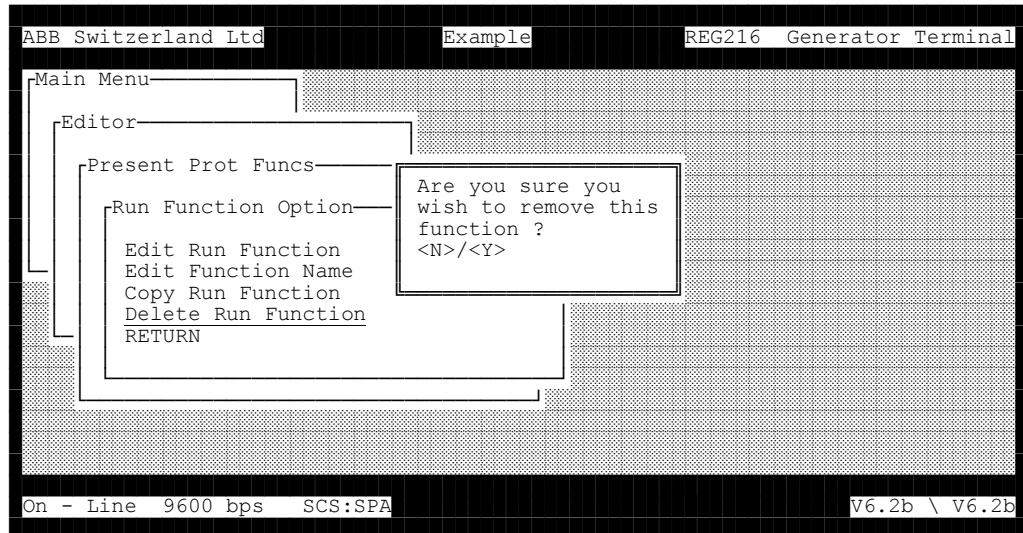 ABB Switzerland Ltd Example REG216 Generator Terminal
Main Menu
Editor
Present Prot Funcs
Are you sure you
wish to remove this
function ?
<N>/<Y>
Run Function Option
Edit Run Function
Edit Function Name
Copy Run Function
Delete Run Function
RETURN
On - Line 9600 bps SCS:SPA V6.2b \ V6.2b